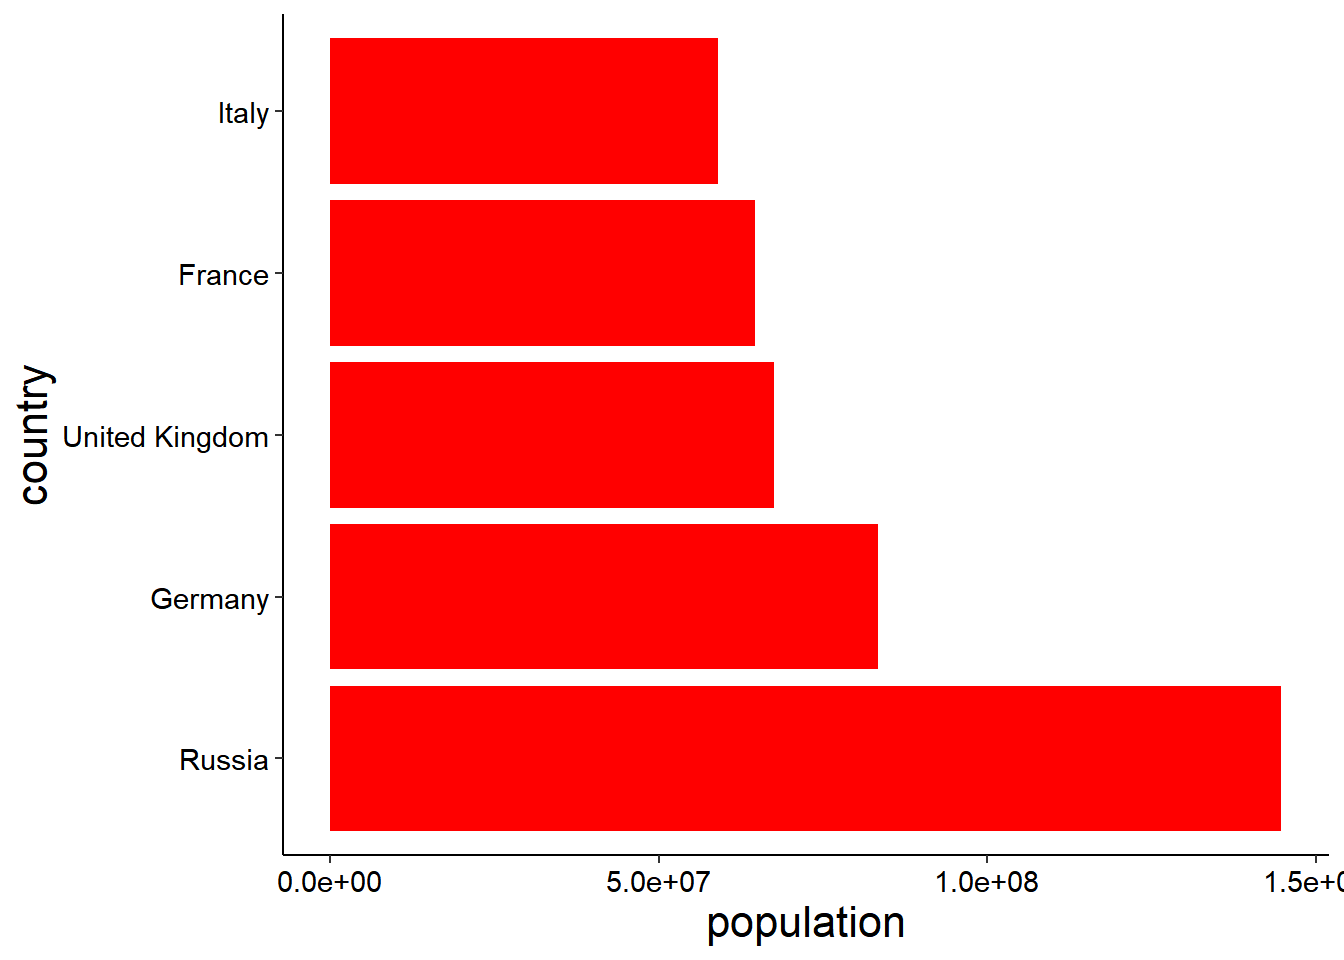 Italy
France
United Kingdom
Germany
Russia
country
0.0e+00 5.0e+07 1.0e+08
population